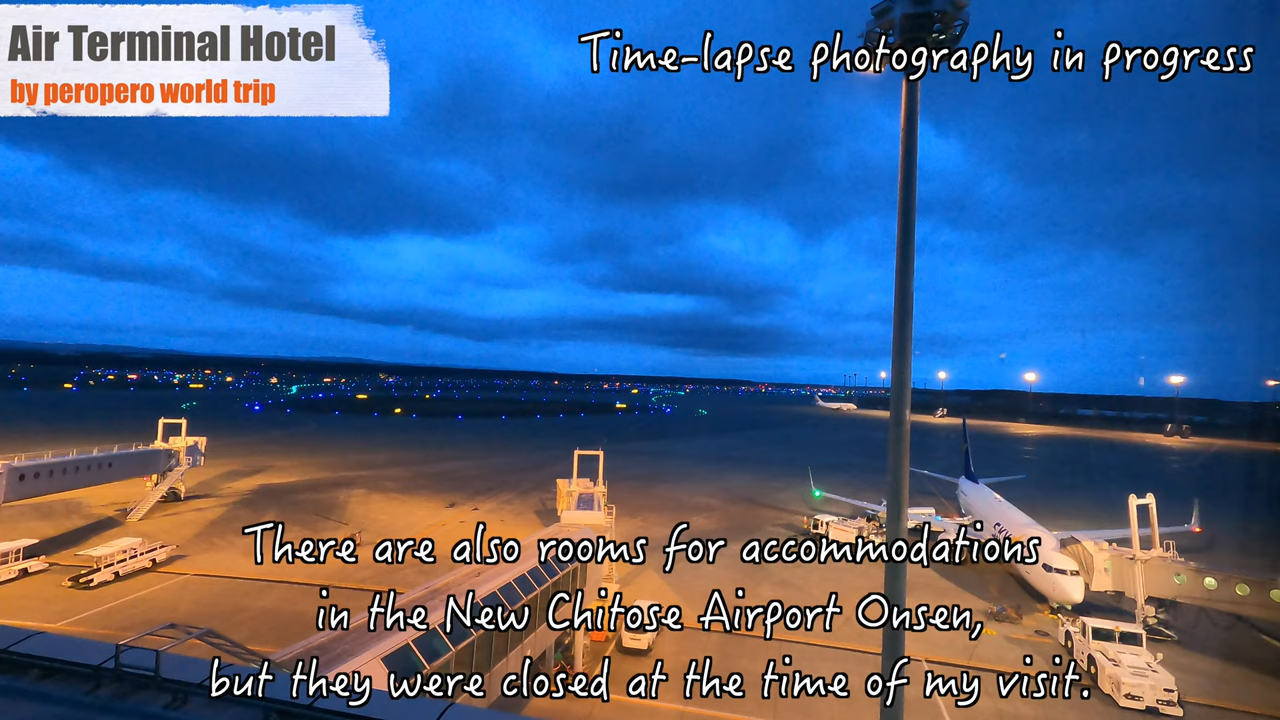 Air Terminal Hotel
by peropero world trip
Time-lapse photography in progress
There are also rooms for accommodations
in the New Chitose Airport Onsen,
but they were closed at the time of my visit.